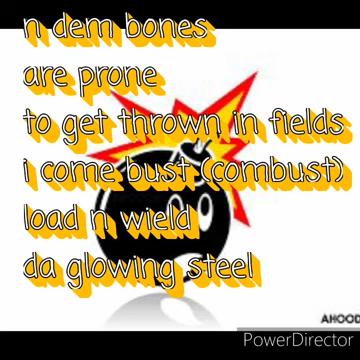 n dem bones
are prone
to get thrown in fields
i come bust (combust)
load n wield
da glowing steel
AHOOD
PowerDirector